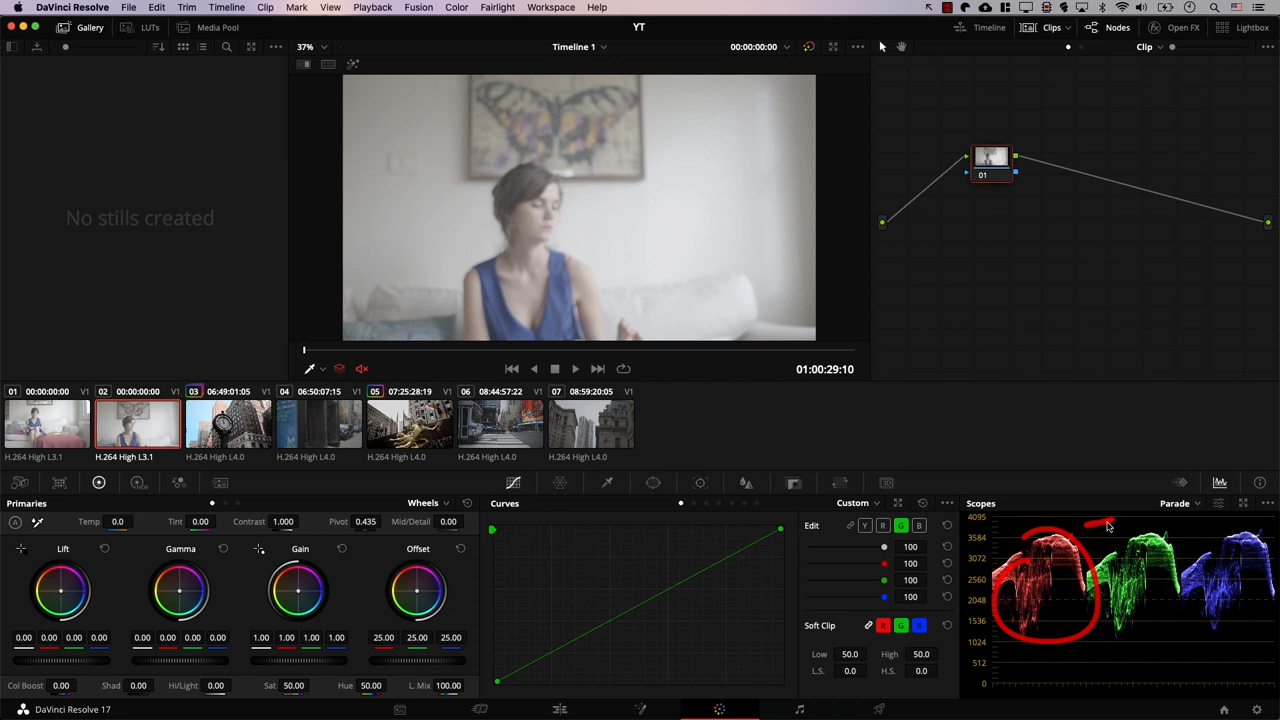 DaVinci Resolve File Edit Trim Timeline Clip Mark View Playback Fusion Color Fairlight Workspace Help
Gallery LUTs Media Pool YT Timeline Clips Nodes Open FX Lightbox
37% Timeline 1 00:00:00:00 Clip
No stills created
01
01:00:29:10
01 00:00:00:00 V1 02 00:00:00:00 V1 03 06:49:01:05 V1 04 06:50:07:15 V1 05 07:25:28:19 V1 06 08:44:57:22 V1 07 08:59:20:05 V1
H.264 High L3.1 H.264 High L3.1 H.264 High L4.0 H.264 High L4.0 H.264 High L4.0 H.264 High L4.0 H.264 High L4.0
Primaries Wheels Curves Custom Scopes Parade
A Temp 0.0 Tint 0.00 Contrast 1.000 Pivot 0.435 Mid/Detail 0.00
Lift Gamma Gain Offset
0.00 0.00 0.00 0.00 0.00 0.00 0.00 0.00 1.00 1.00 1.00 1.00 25.00 25.00 25.00
Col Boost 0.00 Shad 0.00 Hi/Light 0.00 Sat 50.00 Hue 50.00 L. Mix 100.00
Edit Y R G B
100
100
100
100
Soft Clip R G B
Low 50.0 High 50.0
L.S. 0.0 H.S. 0.0
4095
3584
3072
2560
2048
1536
1024
512
0
DaVinci Resolve 17